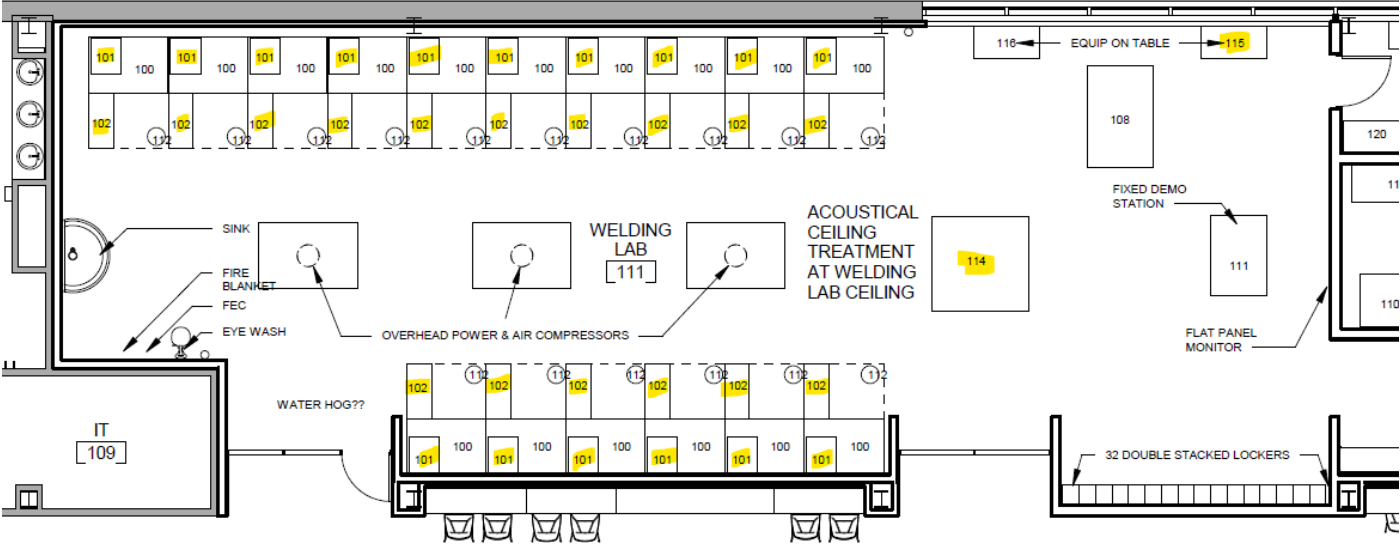 101 101 101 101 101 101 101 101 101 101
100 100 100 100 100 100 100 100 100 100
102 102 102 102 102 102 102 102 102 102
112 112 112 112 112 112 112 112 112 112
116
EQUIP ON TABLE
115
108
120
11
FIXED DEMO
STATION
111
110
FLAT PANEL
MONITOR
SINK
FIRE
BLANKET
FEC
EYE WASH
OVERHEAD POWER & AIR COMPRESSORS
WELDING
LAB
111
ACOUSTICAL
CEILING
TREATMENT
AT WELDING
LAB CEILING
114
WATER HOG??
IT
109
112 112 112 112 112 112
102 102 102 102 102 102
100 100 100 100 100 100
101 101 101 101 101 101
32 DOUBLE STACKED LOCKERS